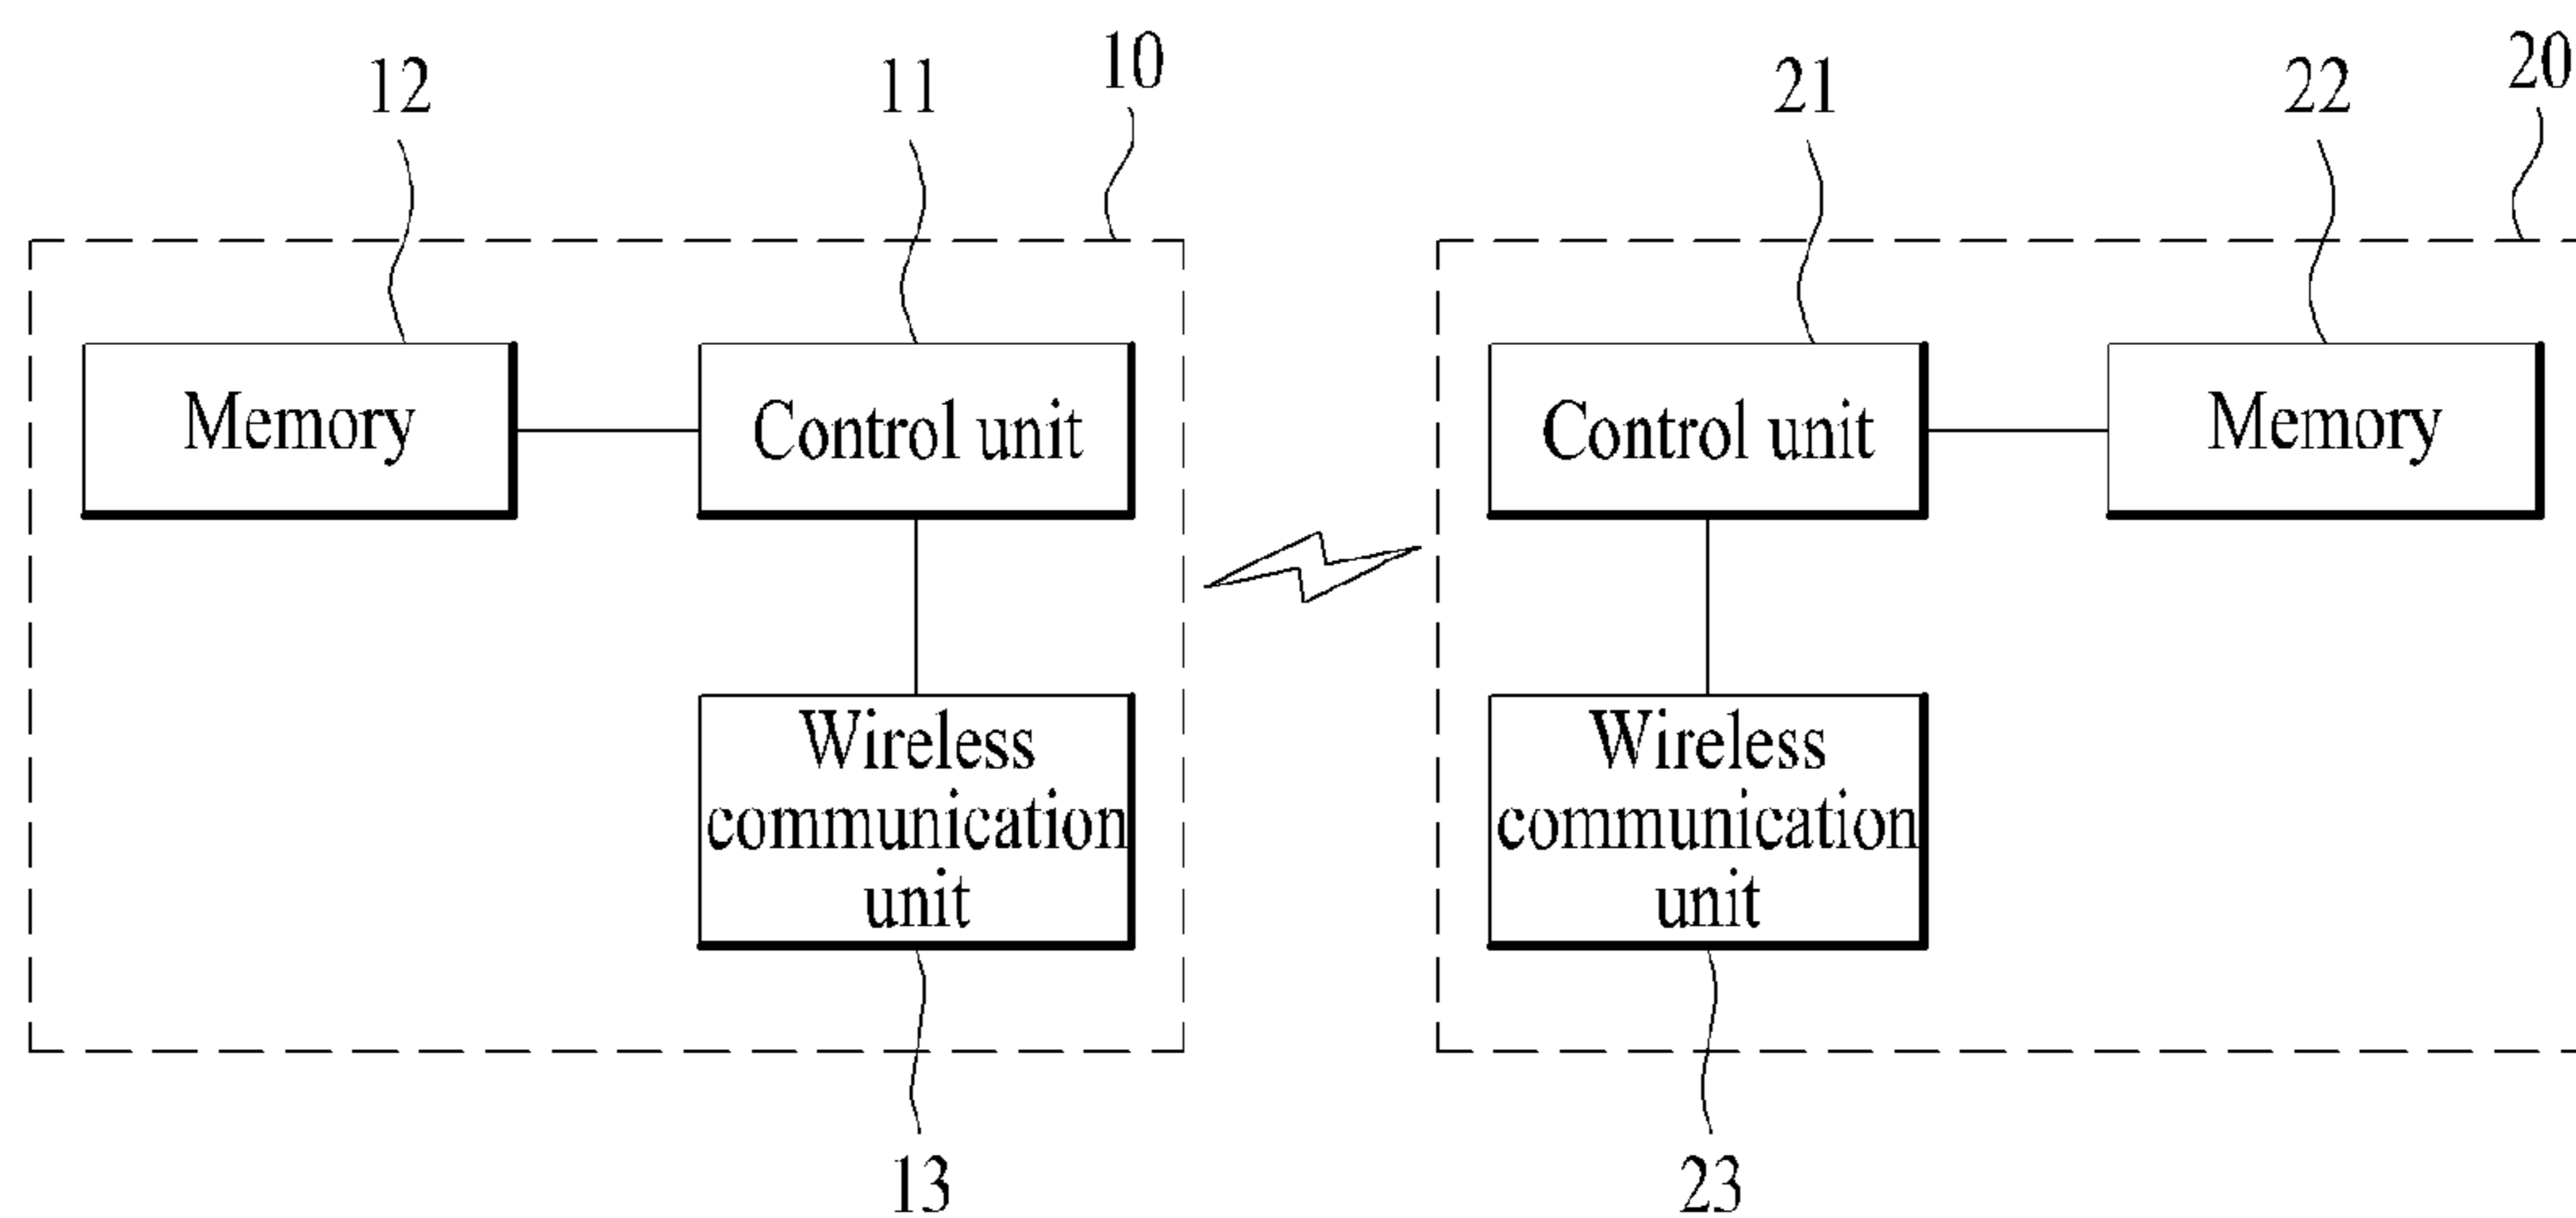 10
20
12
11
21
22
Memory
Control unit
Control unit
Memory
Wireless
communication
unit
Wireless
communication
unit
13
23